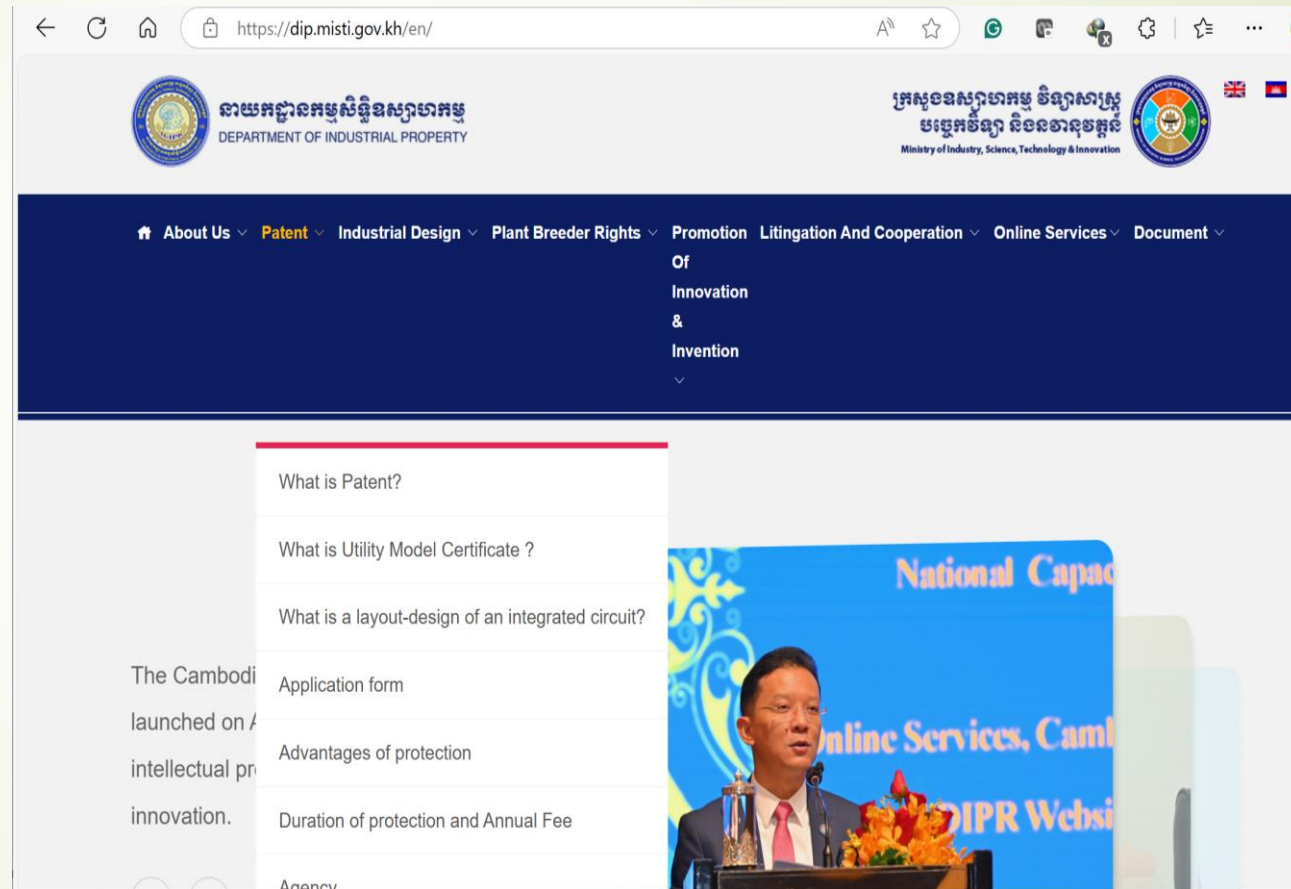 https://dip.misti.gov.kh/en/
នាយកដ្ឋានកម្មសិទ្ធិឧស្សាហកម្ម
DEPARTMENT OF INDUSTRIAL PROPERTY
ក្រសួងឧស្សាហកម្ម វិទ្យាសាស្ត្រ
បច្ចេកវិទ្យា និងនវានុវត្តន៍
Ministry of Industry, Science, Technology & Innovation
About Us Patent Industrial Design Plant Breeder Rights Promotion Litingation And Cooperation Online Services Document
Of
Innovation
&
Invention
What is Patent?
What is Utility Model Certificate ?
What is a layout-design of an integrated circuit?
Application form
Advantages of protection
Duration of protection and Annual Fee
Agency
The Cambodi
launched on A
intellectual pr
innovation.
National Capac
nline Services, Caml
DIPR Websi